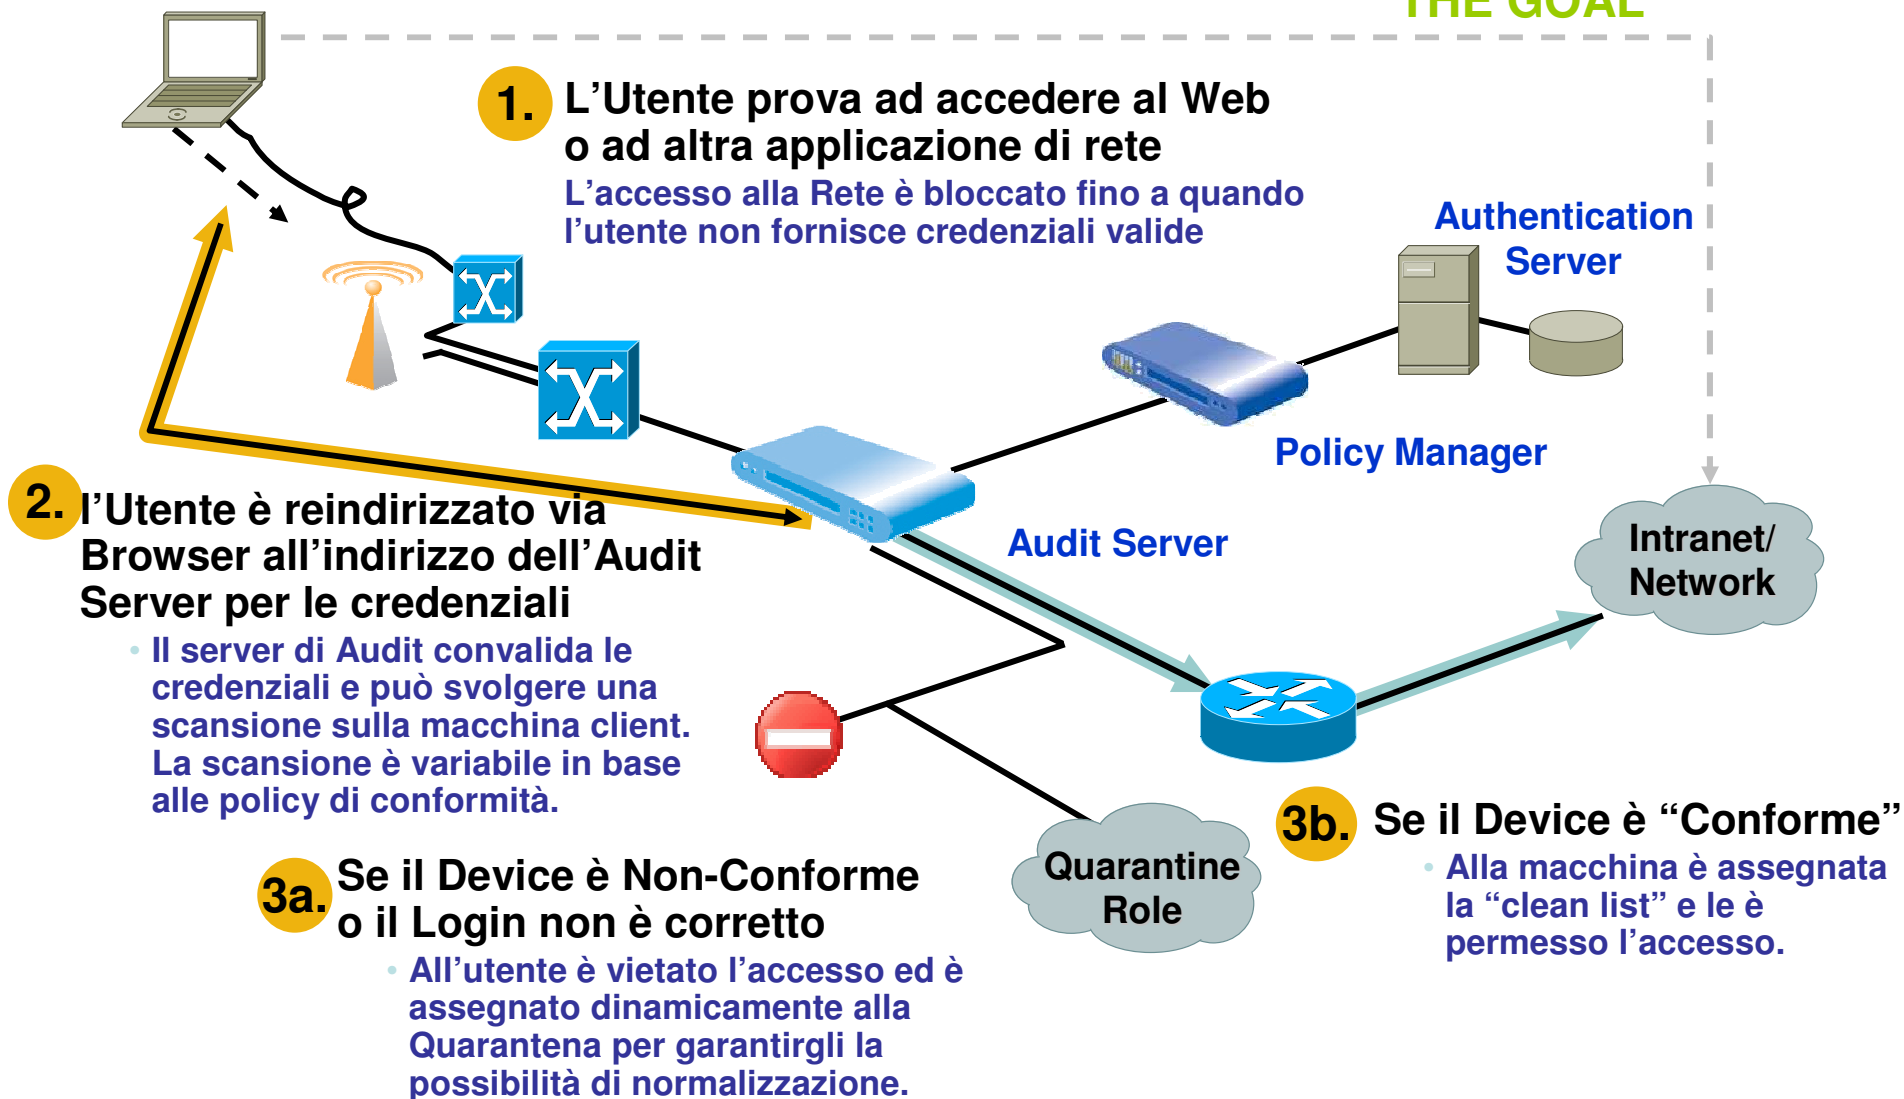 THE GOAL
1. L’Utente prova ad accedere al Web
o ad altra applicazione di rete
L’accesso alla Rete è bloccato fino a quando
l’utente non fornisce credenziali valide
Authentication
Server
Policy Manager
Audit Server
Intranet/
Network
2. l’Utente è reindirizzato via
Browser all’indirizzo dell’Audit
Server per le credenziali
• Il server di Audit convalida le
credenziali e può svolgere una
scansione sulla macchina client.
La scansione è variabile in base
alle policy di conformità.
3a. Se il Device è Non-Conforme
o il Login non è corretto
• All’utente è vietato l’accesso ed è
assegnato dinamicamente alla
Quarantena per garantirgli la
possibilità di normalizzazione.
Quarantine
Role
3b. Se il Device è “Conforme”
• Alla macchina è assegnata
la “clean list” e le è
permesso l’accesso.